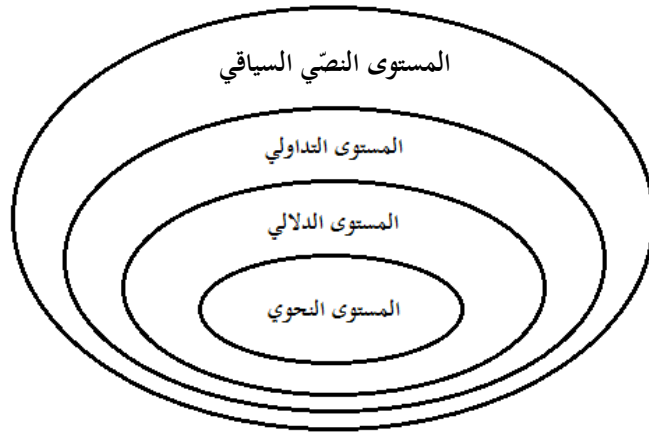 المستوى النصّي السياقي
المستوى التداولي
المستوى الدلالي
المستوى النحوي